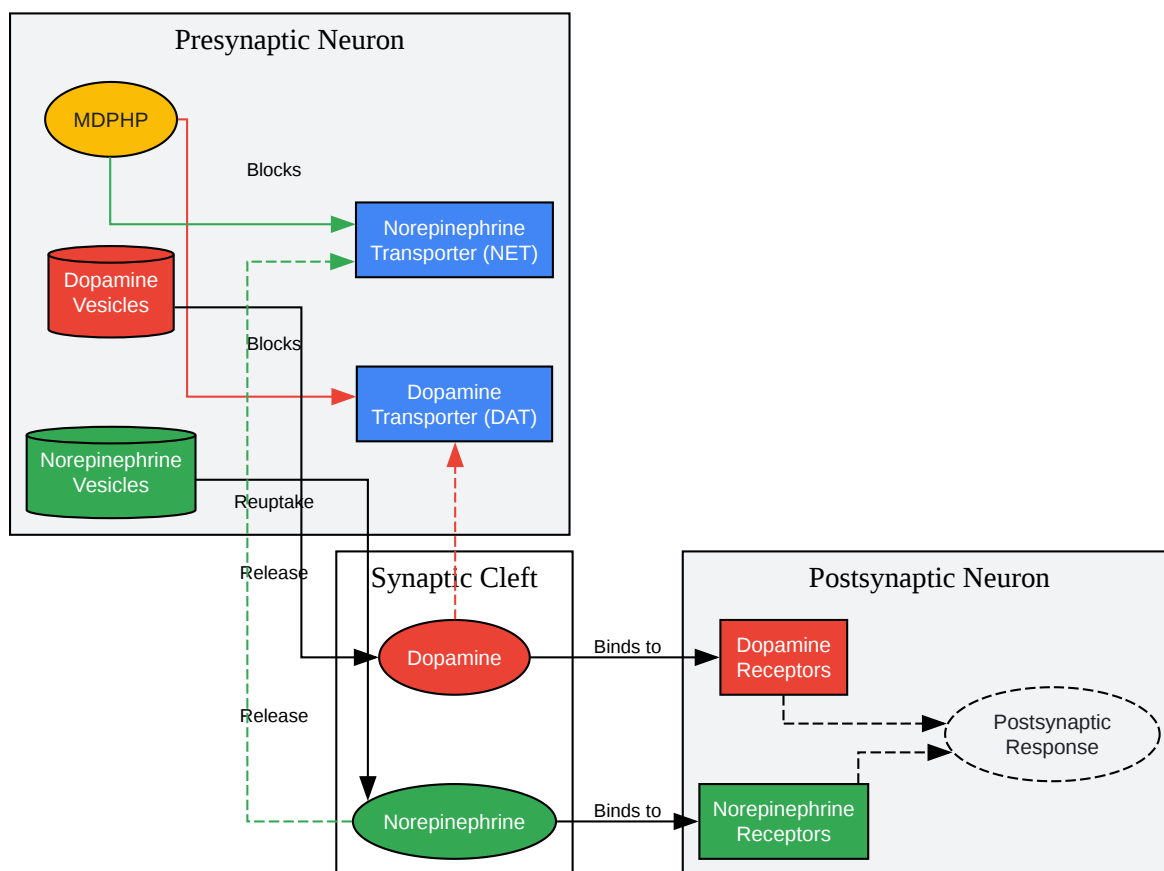 Presynaptic Neuron
MDPHP
Blocks
Norepinephrine
Transporter (NET)
Dopamine
Vesicles
Blocks
Dopamine
Transporter (DAT)
Norepinephrine
Vesicles
Reuptake
Release
Synaptic Cleft
Postsynaptic Neuron
Dopamine
Binds to
Dopamine
Receptors
Release
Postsynaptic
Response
Norepinephrine
Binds to
Norepinephrine
Receptors